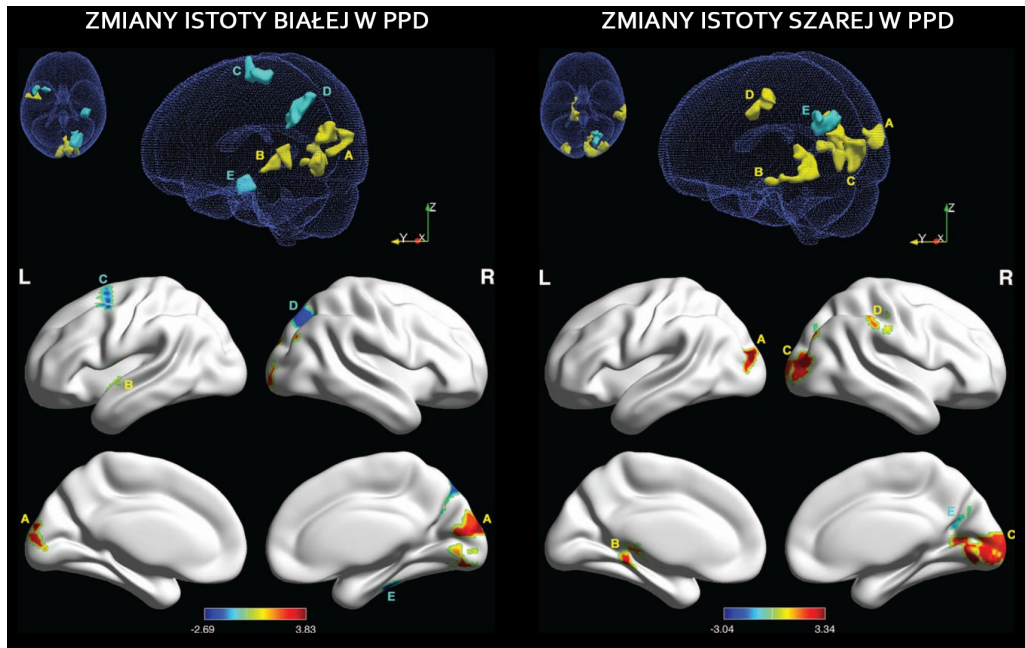 ZMIANY ISTOTY BIAŁEJ W PPD
C
D
B
A
E
Z
Y
X
L
R
C
D
B
A
A
E
-2.69
3.83
ZMIANY ISTOTY SZAREJ W PPD
D
E
A
B
C
Z
Y
X
L
R
A
D
C
B
E
C
-3.04
3.34